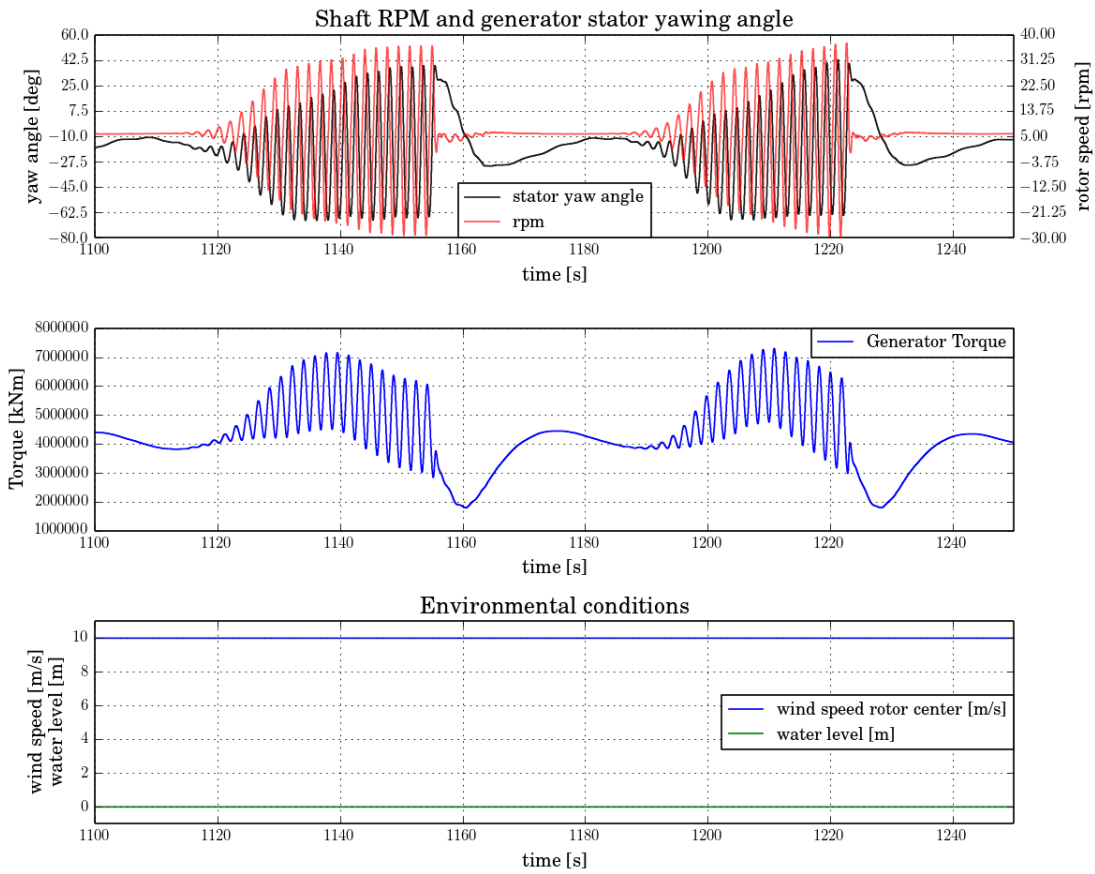 Shaft RPM and generator stator yawing angle
yaw angle [deg]
60.0
42.5
25.0
7.5
−10.0
−27.5
−45.0
−62.5
−80.0
40.00
31.25
22.50
13.75
5.00
−3.75
−12.50
−21.25
−30.00
rotor speed [rpm]
stator yaw angle
rpm
1100 1120 1140 1160 1180 1200 1220 1240
time [s]
Torque [kNm]
8000000
7000000
6000000
5000000
4000000
3000000
2000000
1000000
Generator Torque
1100 1120 1140 1160 1180 1200 1220 1240
time [s]
Environmental conditions
wind speed [m/s]
water level [m]
10
8
6
4
2
0
wind speed rotor center [m/s]
water level [m]
1100 1120 1140 1160 1180 1200 1220 1240
time [s]